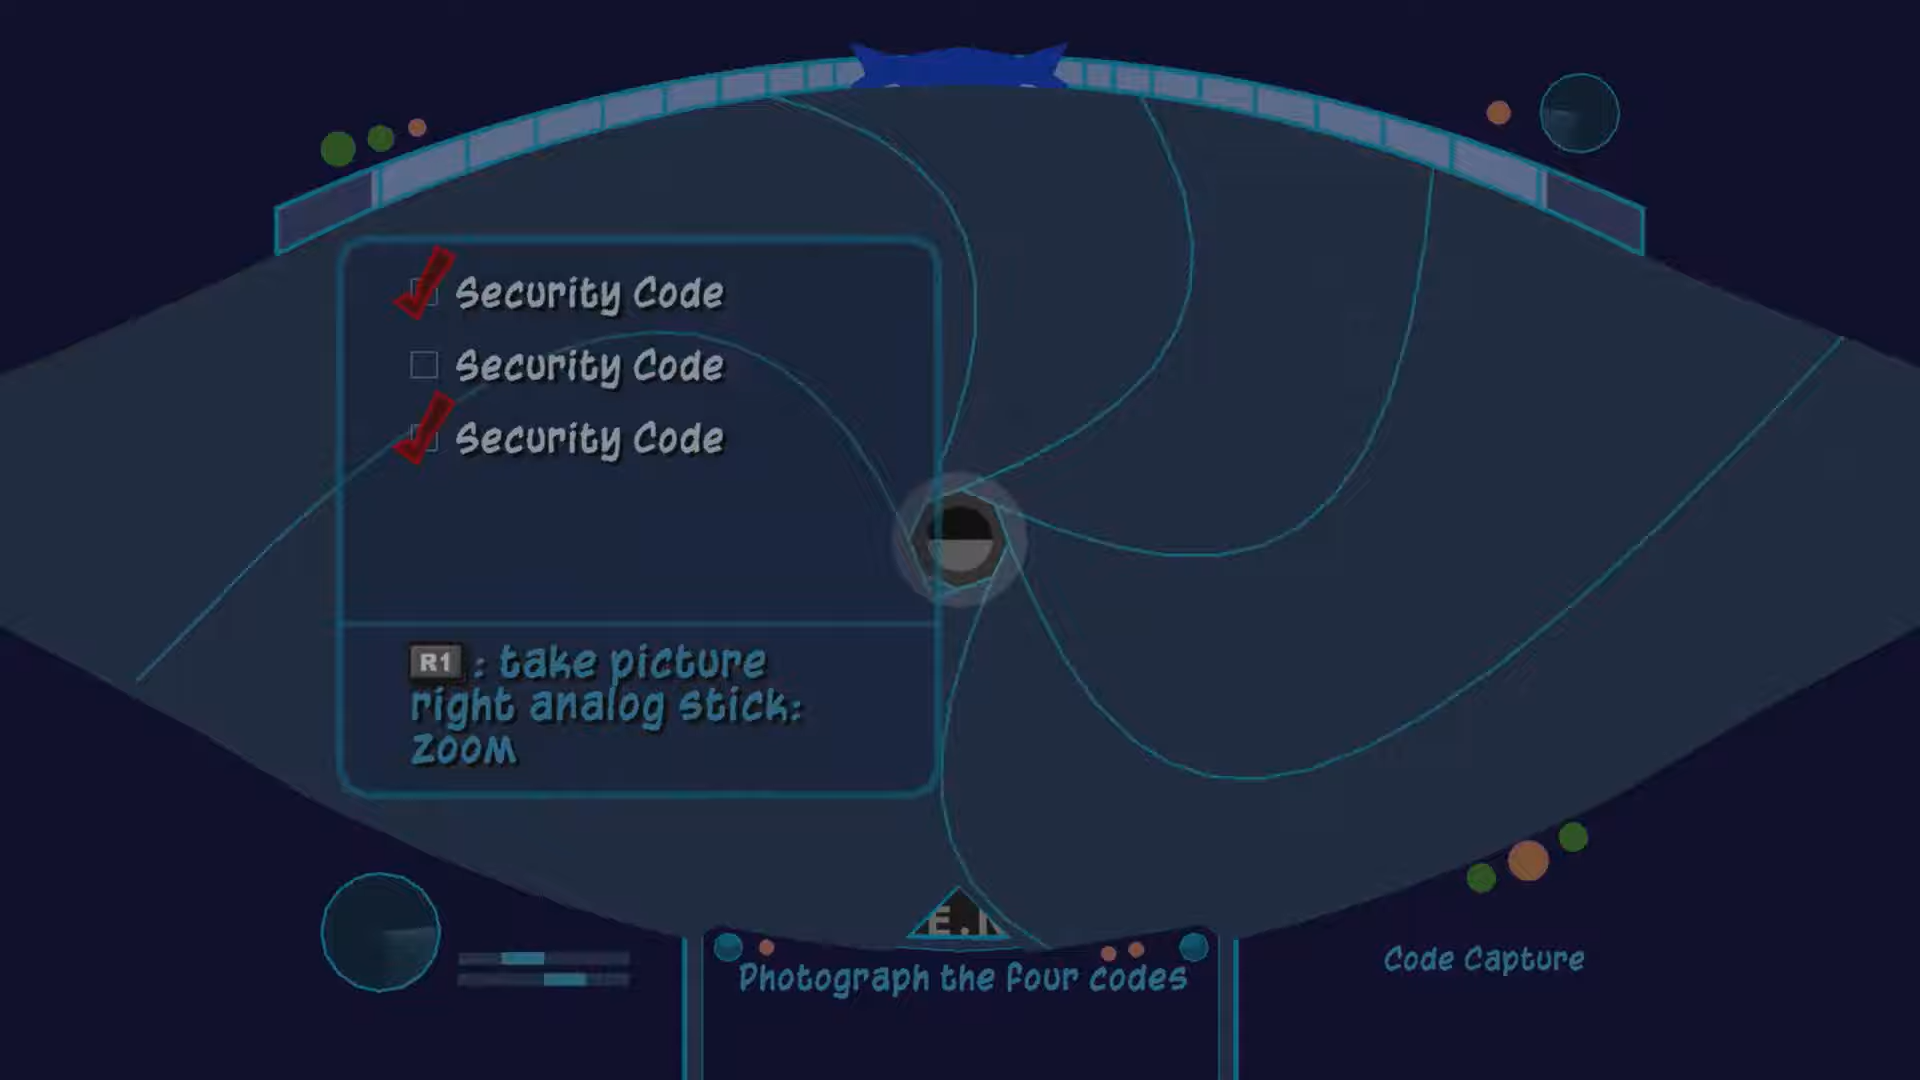 Security Code
Security Code
Security Code
R1 : take picture
right analog stick:
zoom
Photograph the four codes
Code Capture